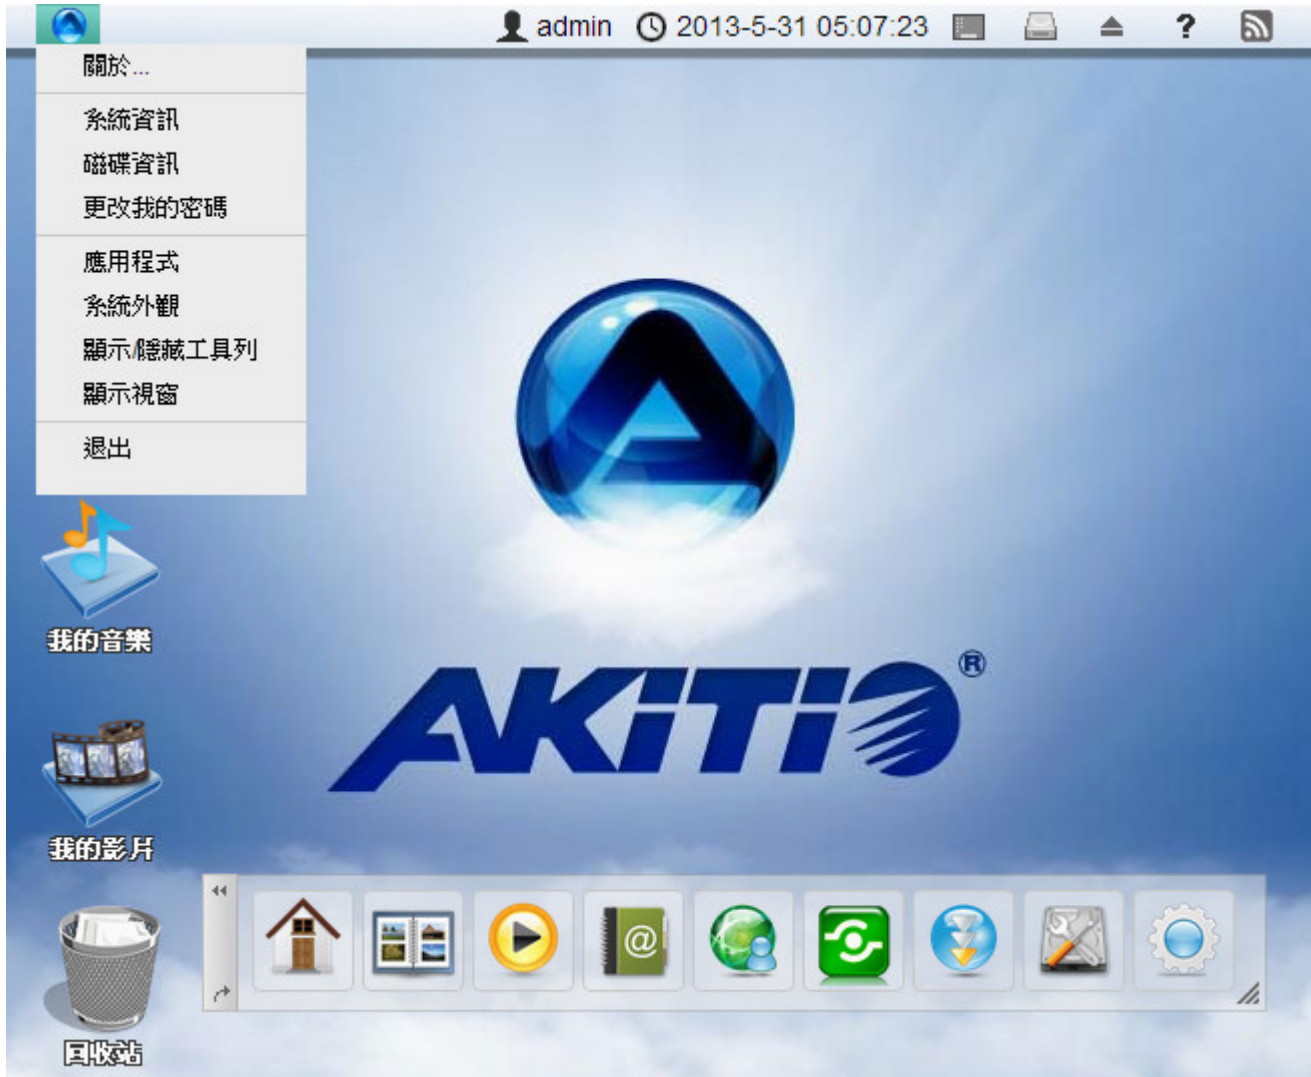 admin 2013-5-31 05:07:23 ?
關於...
系統資訊
磁碟資訊
更改我的密碼
應用程式
系統外觀
顯示/隱藏工具列
顯示視窗
退出
我的音樂
AKiTiO®
我的影片
@
回收站